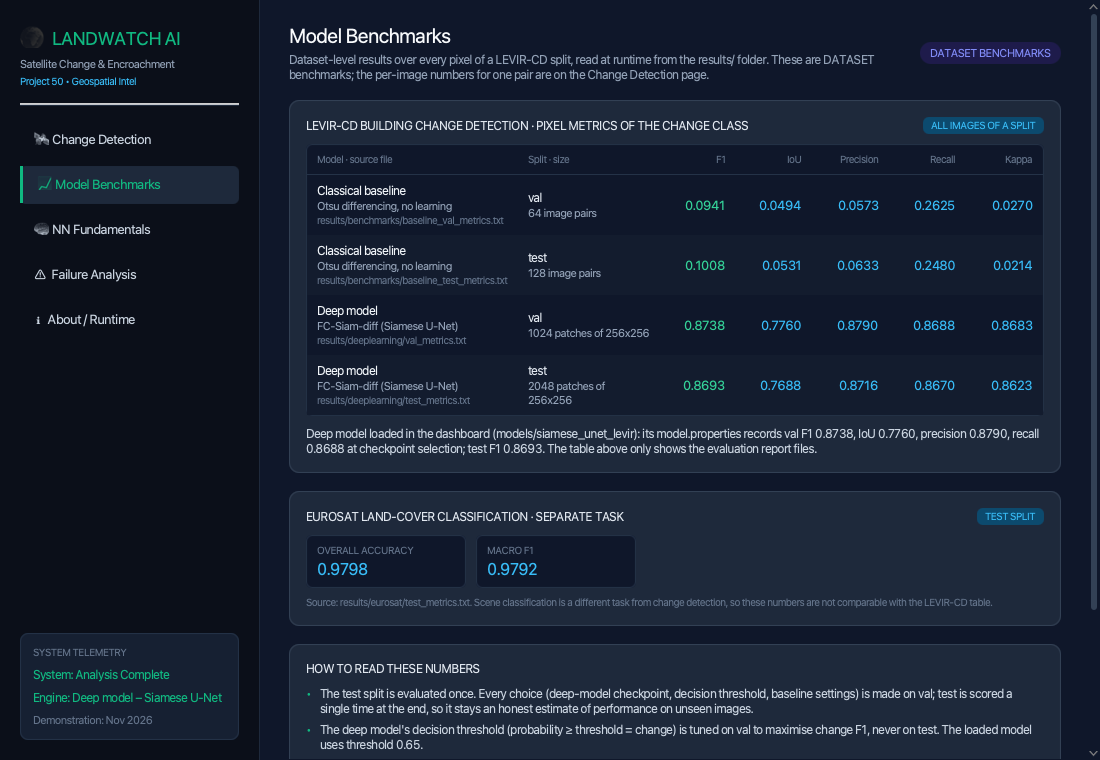 LANDWATCH AI
Satellite Change & Encroachment
Project 50 • Geospatial Intel
Change Detection
Model Benchmarks
NN Fundamentals
Failure Analysis
About / Runtime
SYSTEM TELEMETRY
System: Analysis Complete
Engine: Deep model – Siamese U-Net
Demonstration: Nov 2026
Model Benchmarks
Dataset-level results over every pixel of a LEVIR-CD split, read at runtime from the results/ folder. These are DATASET
benchmarks; the per-image numbers for one pair are on the Change Detection page.
DATASET BENCHMARKS
LEVIR-CD BUILDING CHANGE DETECTION · PIXEL METRICS OF THE CHANGE CLASS
ALL IMAGES OF A SPLIT
Model · source file Split · size F1 IoU Precision Recall Kappa
Classical baseline
Otsu differencing, no learning
results/benchmarks/baseline_val_metrics.txt
val
64 image pairs
0.0941 0.0494 0.0573 0.2625 0.0270
Classical baseline
Otsu differencing, no learning
results/benchmarks/baseline_test_metrics.txt
test
128 image pairs
0.1008 0.0531 0.0633 0.2480 0.0214
Deep model
FC-Siam-diff (Siamese U-Net)
results/deeplearning/val_metrics.txt
val
1024 patches of 256x256
0.8738 0.7760 0.8790 0.8688 0.8683
Deep model
FC-Siam-diff (Siamese U-Net)
results/deeplearning/test_metrics.txt
test
2048 patches of
256x256
0.8693 0.7688 0.8716 0.8670 0.8623
Deep model loaded in the dashboard (models/siamese_unet_levir): its model.properties records val F1 0.8738, IoU 0.7760, precision 0.8790, recall
0.8688 at checkpoint selection; test F1 0.8693. The table above only shows the evaluation report files.
EUROSAT LAND-COVER CLASSIFICATION · SEPARATE TASK
TEST SPLIT
OVERALL ACCURACY
0.9798
MACRO F1
0.9792
Source: results/eurosat/test_metrics.txt. Scene classification is a different task from change detection, so these numbers are not comparable with the LEVIR-CD table.
HOW TO READ THESE NUMBERS
• The test split is evaluated once. Every choice (deep-model checkpoint, decision threshold, baseline settings) is made on val; test is scored a
single time at the end, so it stays an honest estimate of performance on unseen images.
• The deep model's decision threshold (probability ≥ threshold = change) is tuned on val to maximise change F1, never on test. The loaded model
uses threshold 0.65.